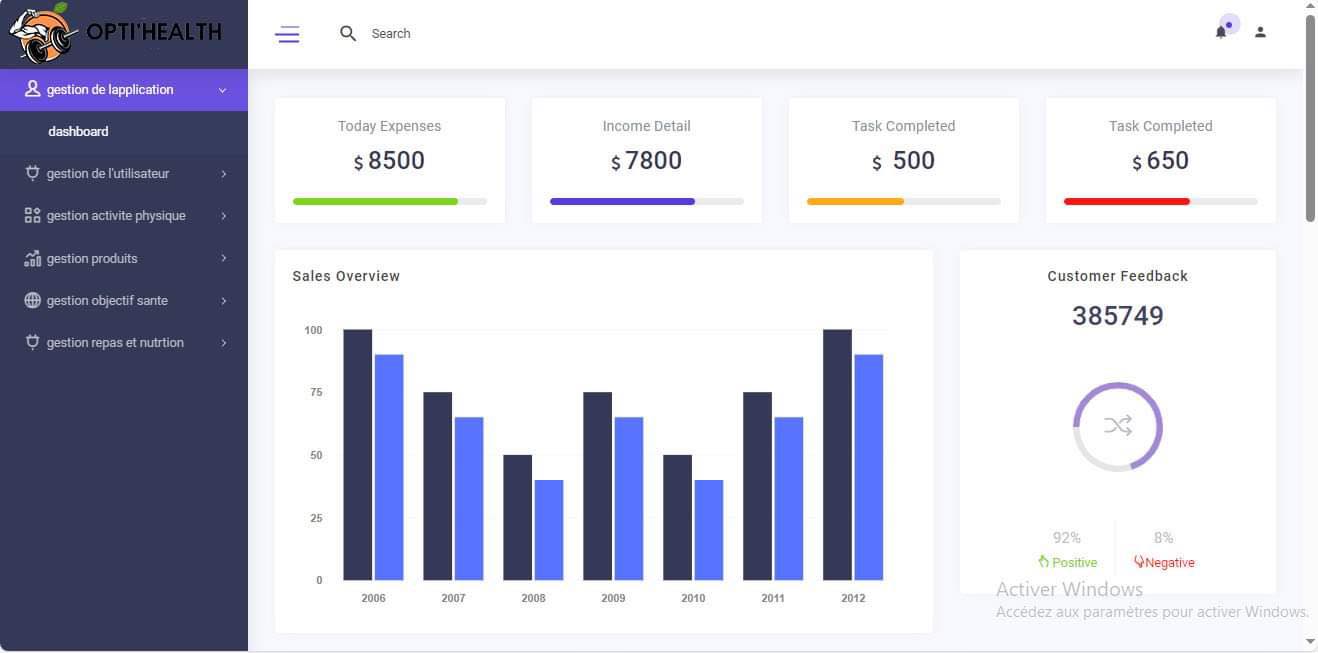 OPTI'HEALTH
Search
gestion de lapplication
dashboard
gestion de l'utilisateur
gestion activite physique
gestion produits
gestion objectif sante
gestion repas et nutrtion
Today Expenses
$ 8500
Income Detail
$ 7800
Task Completed
$ 500
Task Completed
$ 650
Sales Overview
100
75
50
25
0
2006 2007 2008 2009 2010 2011 2012
Customer Feedback
385749
92%
Positive
8%
Negative
Activer Windows
Accédez aux paramètres pour activer Windows.